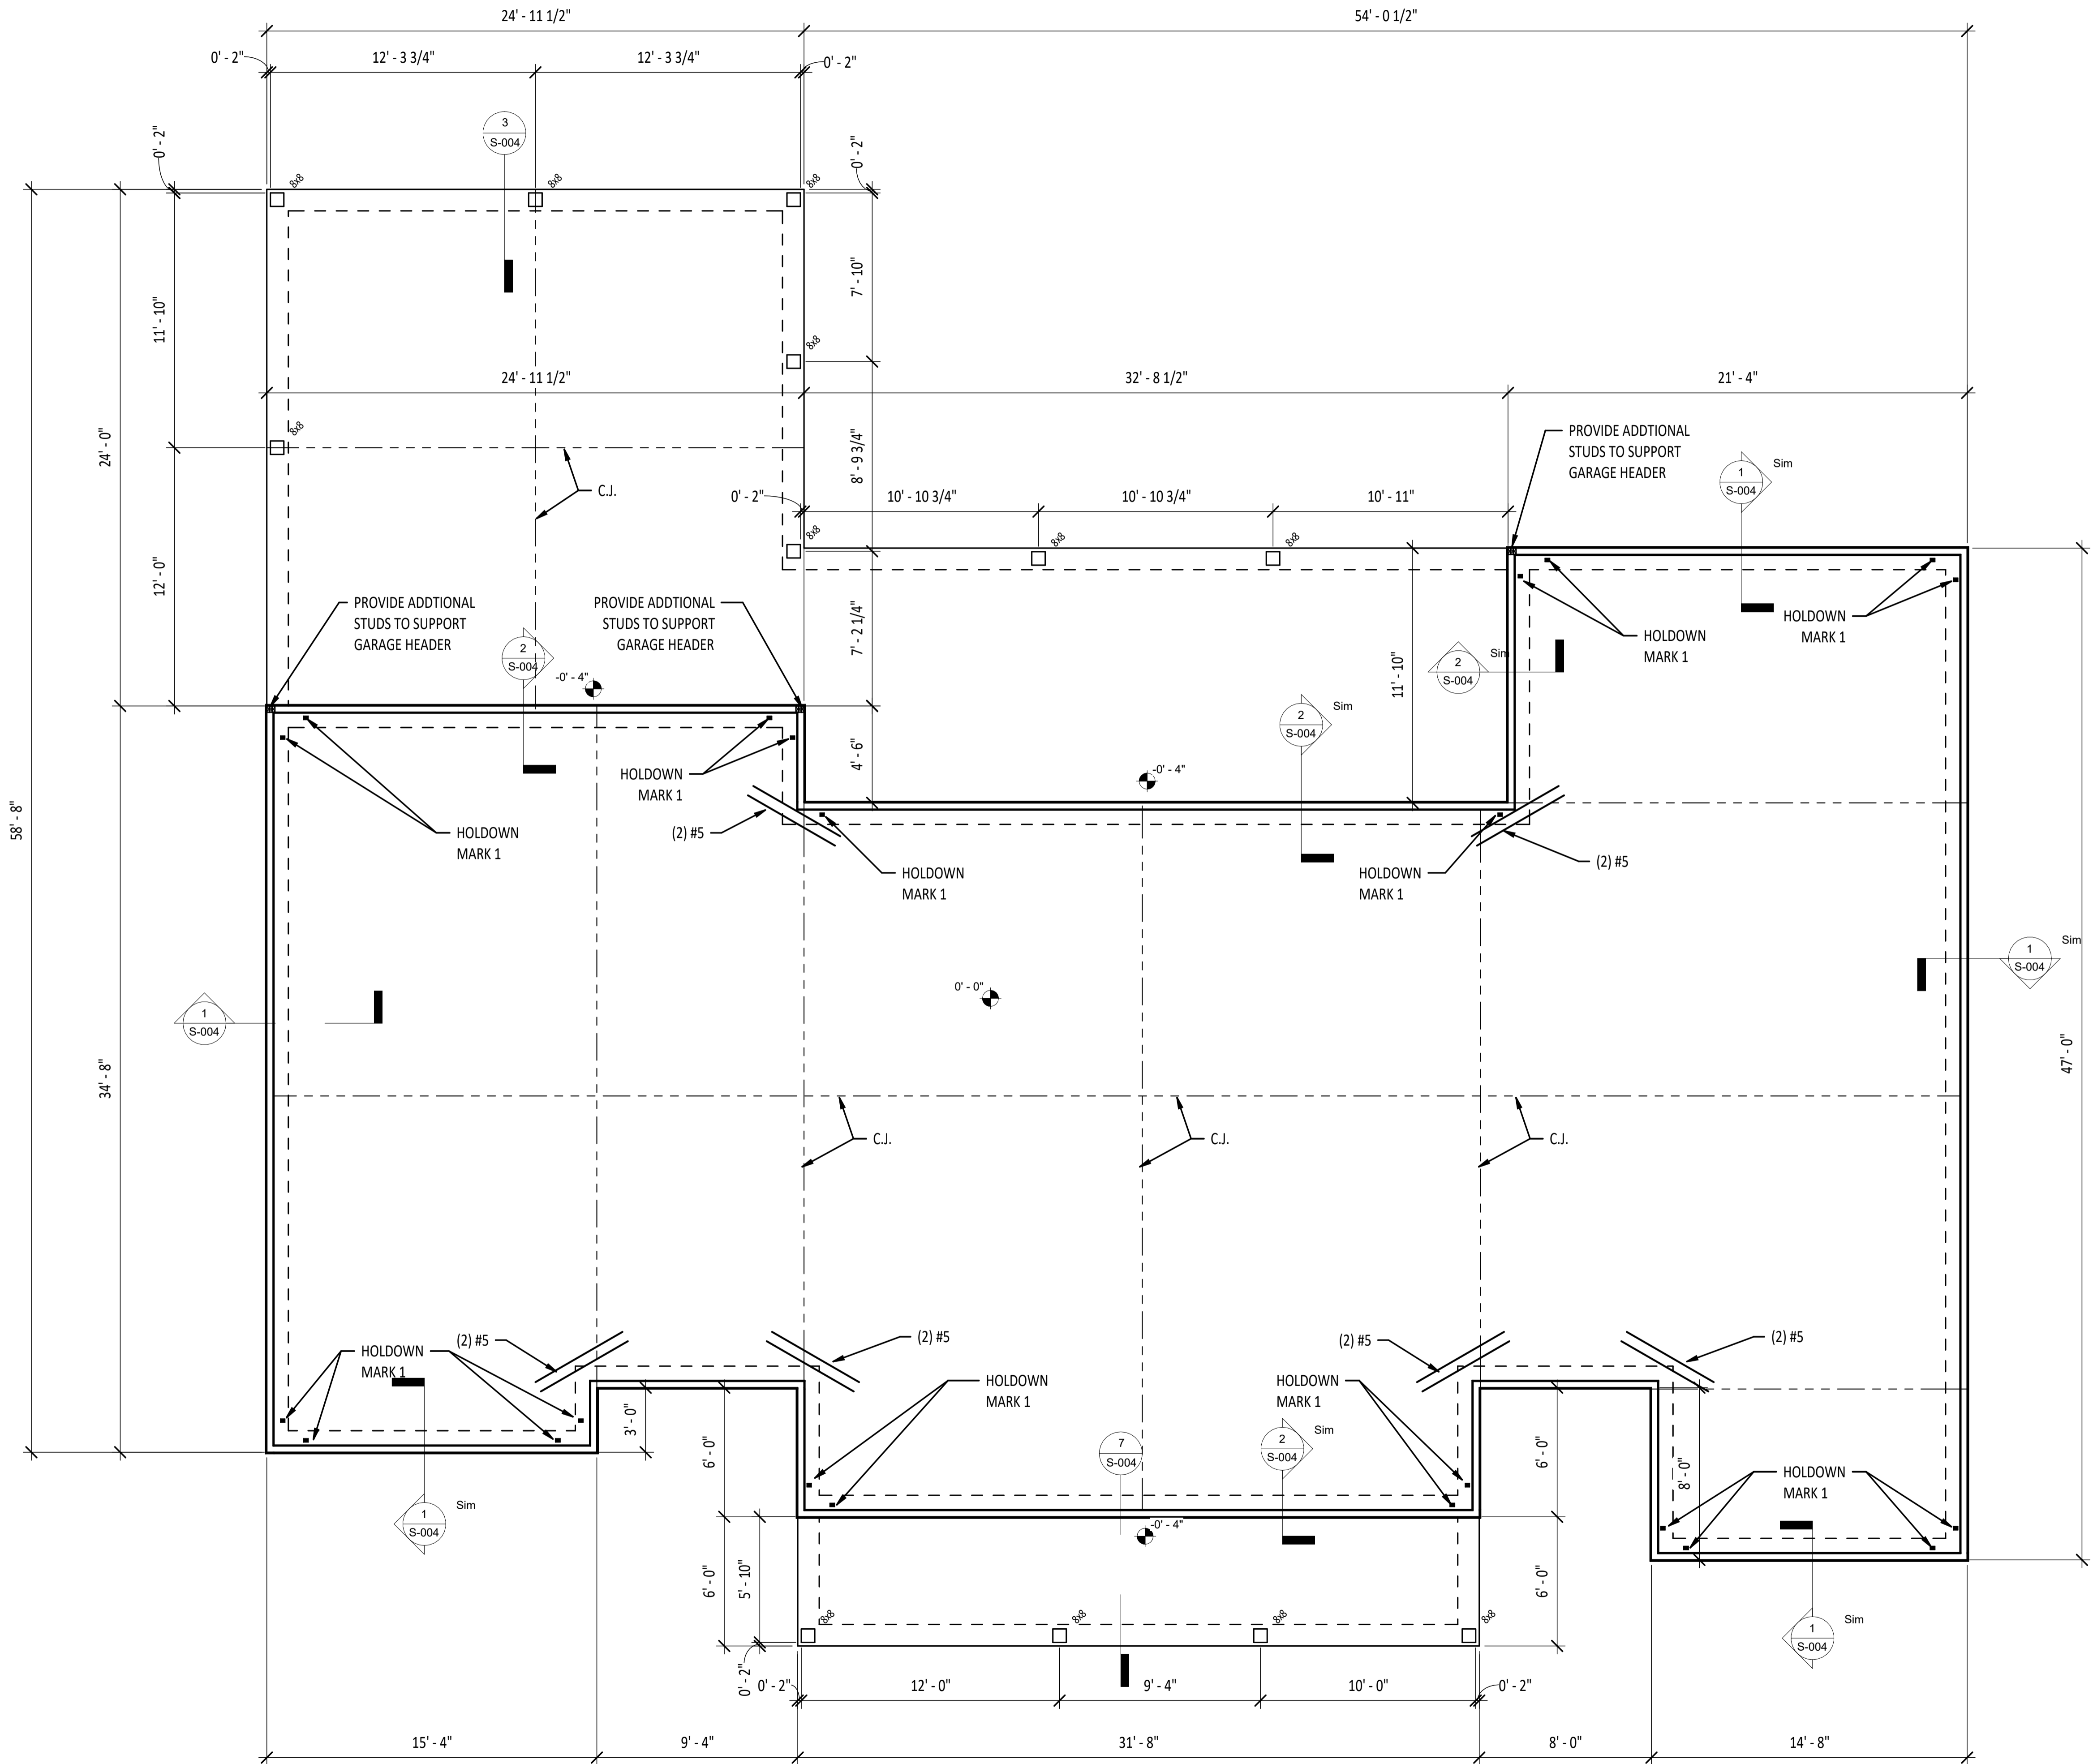 24' - 11 1/2"
54' - 0 1/2"
0' - 2"
12' - 3 3/4"
12' - 3 3/4"
0' - 2"
3
S-004
0' - 2"
0' - 2"
8x8
8x8
8x8
7' - 10"
11' - 10"
8x8
24' - 11 1/2"
32' - 8 1/2"
21' - 4"
24' - 0"
8x8
8' - 9 3/4"
PROVIDE ADDTIONAL
STUDS TO SUPPORT
GARAGE HEADER
1
S-004
Sim
C.J.
0' - 2"
10' - 10 3/4"
10' - 10 3/4"
10' - 11"
8x8
8x8
8x8
12' - 0"
PROVIDE ADDTIONAL
STUDS TO SUPPORT
GARAGE HEADER
PROVIDE ADDTIONAL
STUDS TO SUPPORT
GARAGE HEADER
7' - 2 1/4"
HOLDOWN
MARK 1
HOLDOWN
MARK 1
2
S-004
-0' - 4"
2
S-004
Sim
11' - 10"
2
S-004
Sim
4' - 6"
HOLDOWN
MARK 1
-0' - 4"
58' - 8"
HOLDOWN
MARK 1
(2) #5
HOLDOWN
MARK 1
HOLDOWN
MARK 1
(2) #5
1
S-004
Sim
0' - 0"
1
S-004
34' - 8"
47' - 0"
C.J.
C.J.
C.J.
HOLDOWN
MARK 1
(2) #5
(2) #5
(2) #5
(2) #5
3' - 0"
HOLDOWN
MARK 1
HOLDOWN
MARK 1
6' - 0"
7
S-004
2
S-004
Sim
6' - 0"
8' - 0"
HOLDOWN
MARK 1
1
S-004
Sim
-0' - 4"
6' - 0"
5' - 10"
6' - 0"
8x8
8x8
8x8
8x8
1
S-004
Sim
0' - 2"
0' - 2"
12' - 0"
9' - 4"
10' - 0"
0' - 2"
15' - 4"
9' - 4"
31' - 8"
8' - 0"
14' - 8"